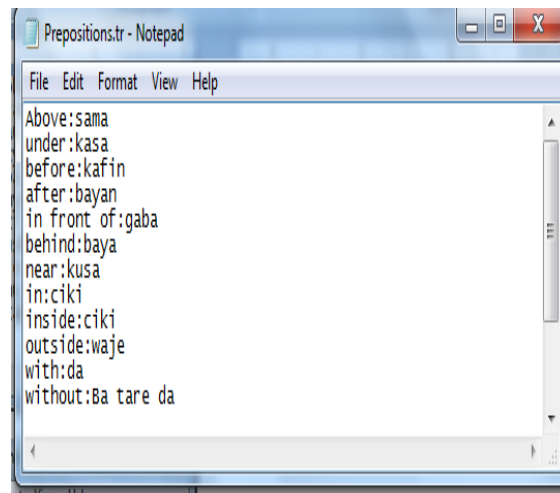 Prepositions.tr - Notepad
File Edit Format View Help
Above:sama
under:kasa
before:kafin
after:bayan
in front of:gaba
behind:baya
near:kusa
in:ciki
inside:ciki
outside:waje
with:da
without:Ba tare da